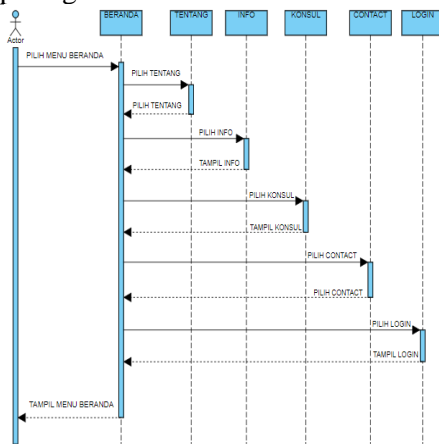 BERANDA
TENTANG
INFO
KONSUL
CONTACT
LOGIN
Actor
PILIH MENU BERANDA
PILIH TENTANG
PILIH TENTANG
PILIH INFO
TAMPIL INFO
PILIH KONSUL
TAMPIL KONSUL
PILIH CONTACT
PILIH CONTACT
PILIH LOGIN
TAMPIL LOGIN
TAMPIL MENU BERANDA